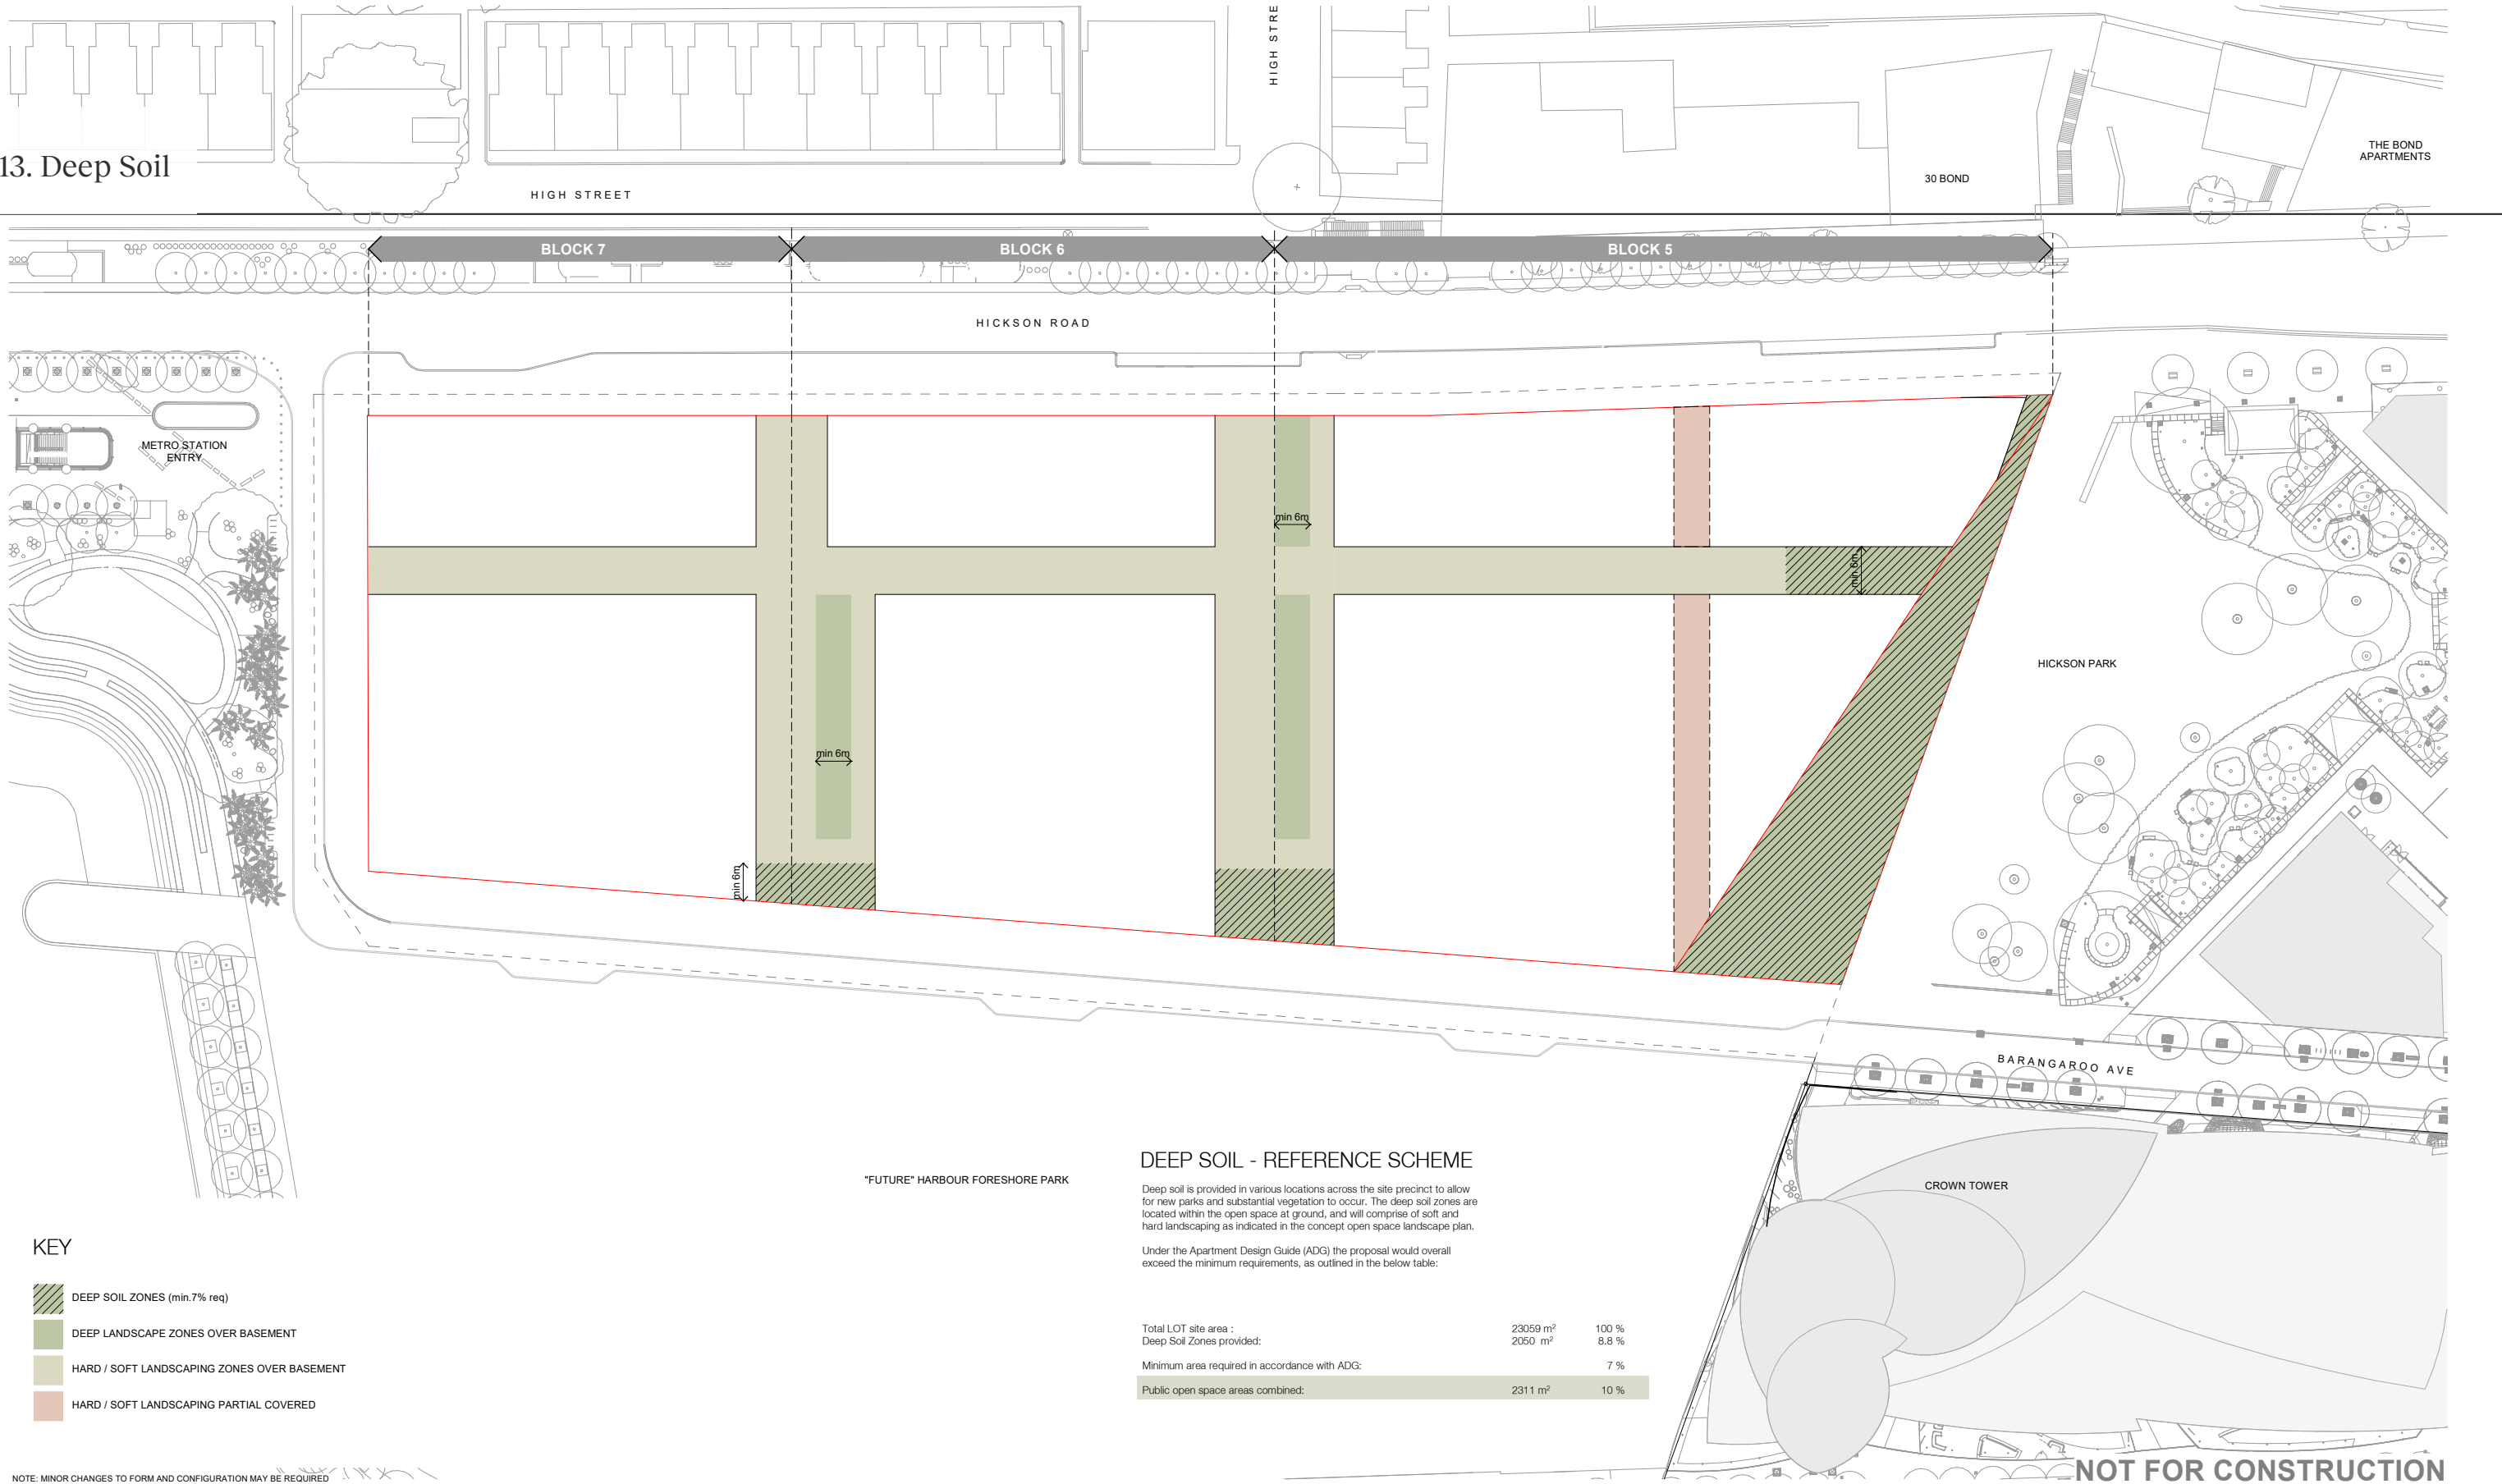 HIGH STRE
13. Deep Soil
HIGH STREET
THE BOND
APARTMENTS
30 BOND
BLOCK 7
BLOCK 6
BLOCK 5
HICKSON ROAD
METRO STATION
ENTRY
min 6m
min 6m
min 6m
min 6m
HICKSON PARK
BARANGAROO AVE
"FUTURE" HARBOUR FORESHORE PARK
CROWN TOWER
DEEP SOIL - REFERENCE SCHEME
Deep soil is provided in various locations across the site precinct to allow
for new parks and substantial vegetation to occur. The deep soil zones are
located within the open space at ground, and will comprise of soft and
hard landscaping as indicated in the concept open space landscape plan.
Under the Apartment Design Guide (ADG) the proposal would overall
exceed the minimum requirements, as outlined in the below table:
Total LOT site area : 23059 m² 100 %
Deep Soil Zones provided: 2050 m² 8.8 %
Minimum area required in accordance with ADG: 7 %
Public open space areas combined: 2311 m² 10 %
KEY
DEEP SOIL ZONES (min.7% req)
DEEP LANDSCAPE ZONES OVER BASEMENT
HARD / SOFT LANDSCAPING ZONES OVER BASEMENT
HARD / SOFT LANDSCAPING PARTIAL COVERED
NOTE: MINOR CHANGES TO FORM AND CONFIGURATION MAY BE REQUIRED
NOT FOR CONSTRUCTION